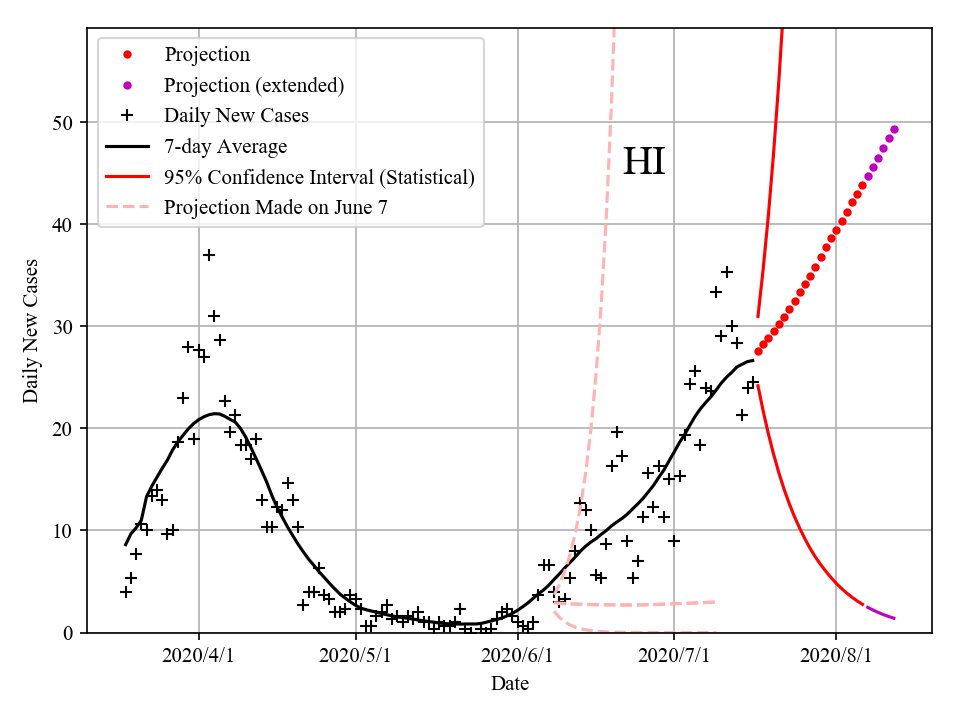 Projection
Projection (extended)
Daily New Cases
7-day Average
95% Confidence Interval (Statistical)
Projection Made on June 7
HI
50
40
30
20
10
0
Daily New Cases
2020/4/1 2020/5/1 2020/6/1 2020/7/1 2020/8/1
Date